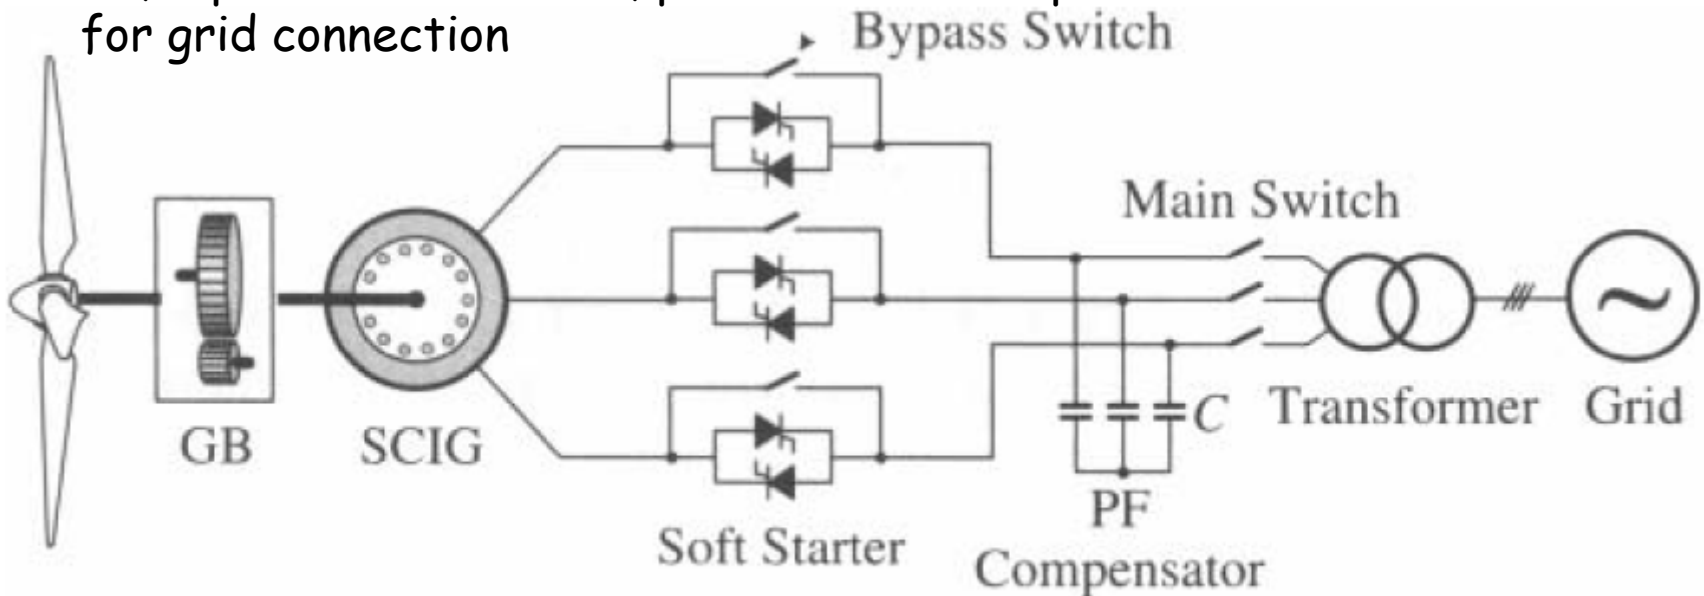 for grid connection
Bypass Switch
Main Switch
GB
SCIG
C
Transformer
Grid
PF
Soft Starter
Compensator